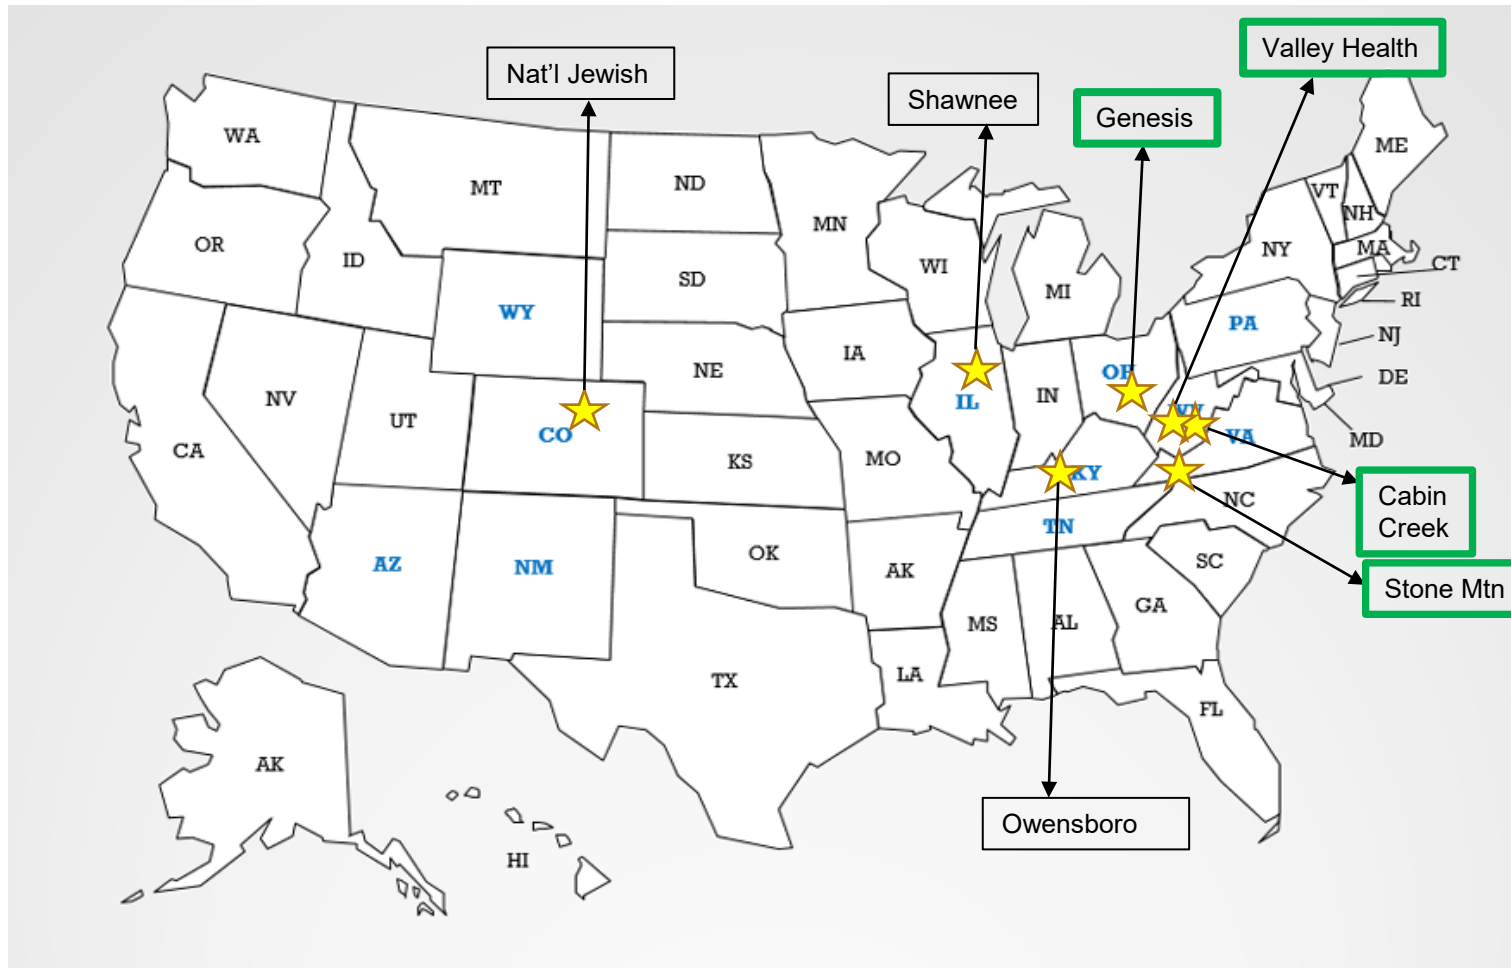 Valley Health
Nat'l Jewish
Shawnee
Genesis
WA
MT
ND
MN
ME
VT
NH
OR
ID
SD
WI
MI
NY
MA
CT
WY
RI
PA
NJ
IA
NE
OH
DE
NV
UT
CO
IL
IN
WV
VA
MD
CA
KS
MO
KY
NC
Cabin
Creek
TN
AZ
NM
OK
AK
SC
Stone Mtn
GA
MS
AL
TX
LA
FL
AK
HI
Owensboro